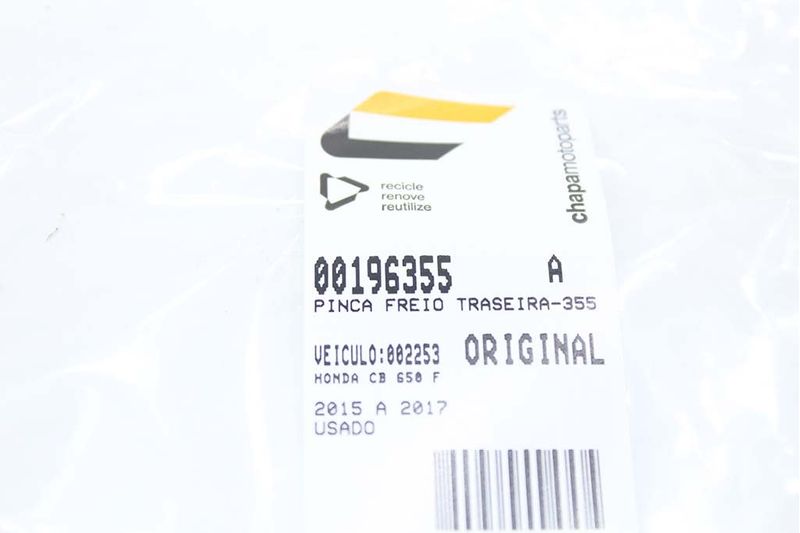 chapamotoparts
recicle
renove
reutilize
00196355 A
PINCA FREIO TRASEIRA-355
VEICULO:002253 ORIGINAL
HONDA CB 650 F
2015 A 2017
USADO